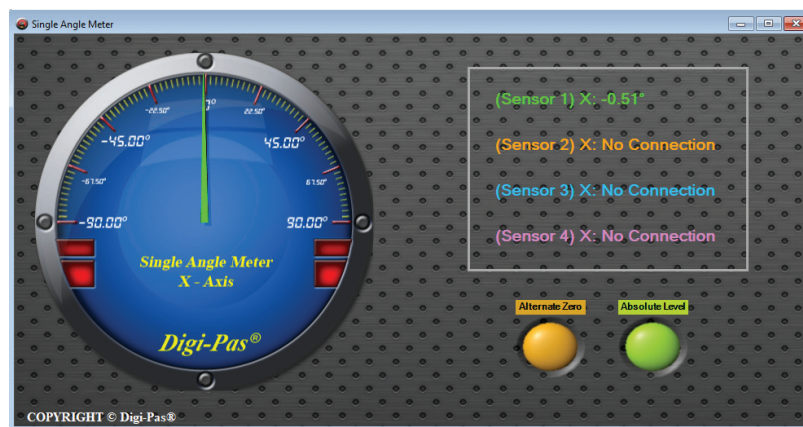 Single Angle Meter
0°
-22.50°
22.50°
-45.00°
45.00°
-67.50°
67.50°
-90.00°
90.00°
Single Angle Meter
X - Axis
Digi-Pas®
COPYRIGHT © Digi-Pas®
(Sensor 1) X: -0.51°
(Sensor 2) X: No Connection
(Sensor 3) X: No Connection
(Sensor 4) X: No Connection
Alternate Zero
Absolute Level